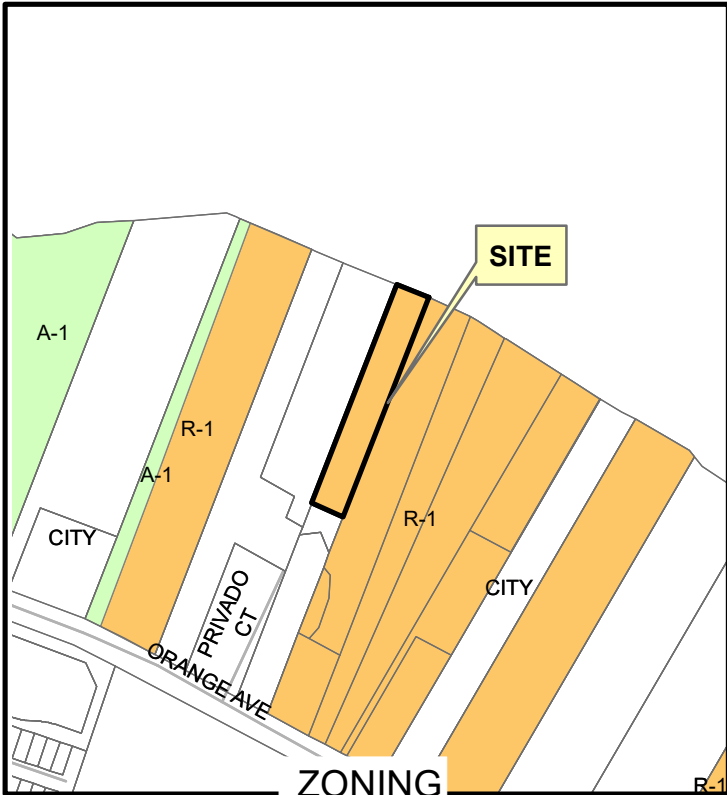 SITE
A-1
R-1
A-1
R-1
CITY
CITY
PRIVADO
CT
ORANGE AVE
ZONING
R-1